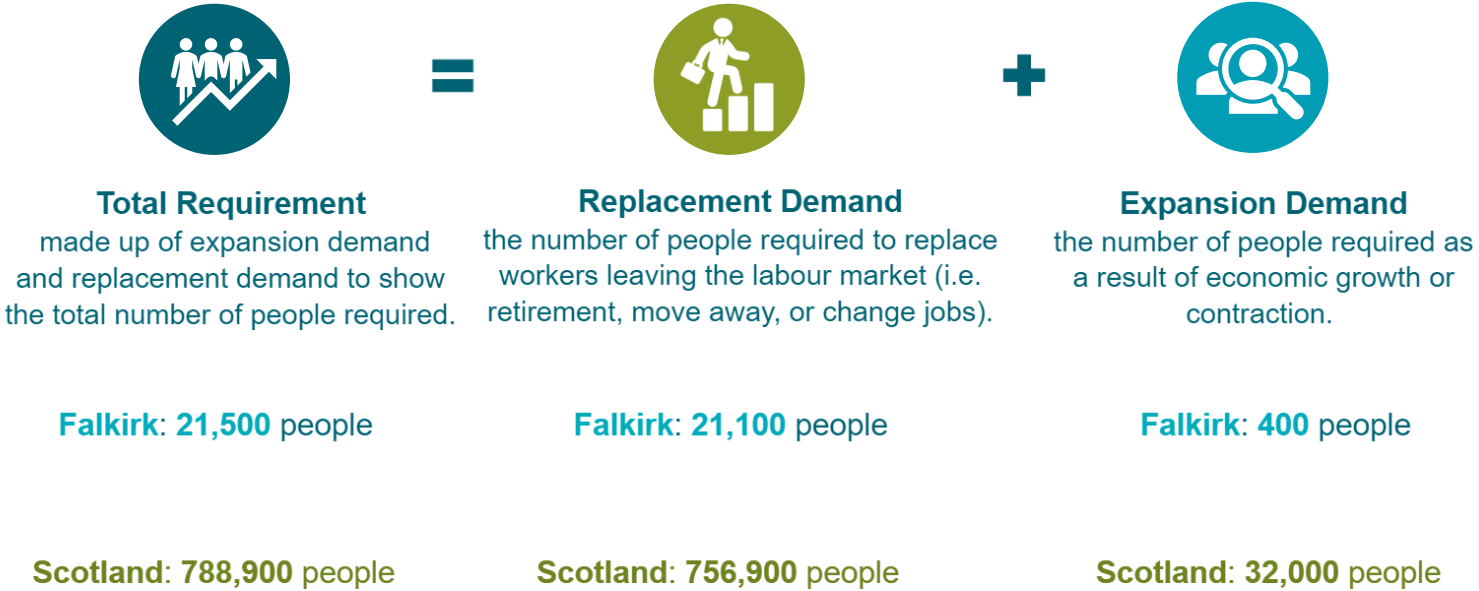 =
+
Total Requirement
made up of expansion demand
and replacement demand to show
the total number of people required.
Replacement Demand
the number of people required to replace
workers leaving the labour market (i.e.
retirement, move away, or change jobs).
Expansion Demand
the number of people required as
a result of economic growth or
contraction.
Falkirk: 21,500 people
Falkirk: 21,100 people
Falkirk: 400 people
Scotland: 788,900 people
Scotland: 756,900 people
Scotland: 32,000 people